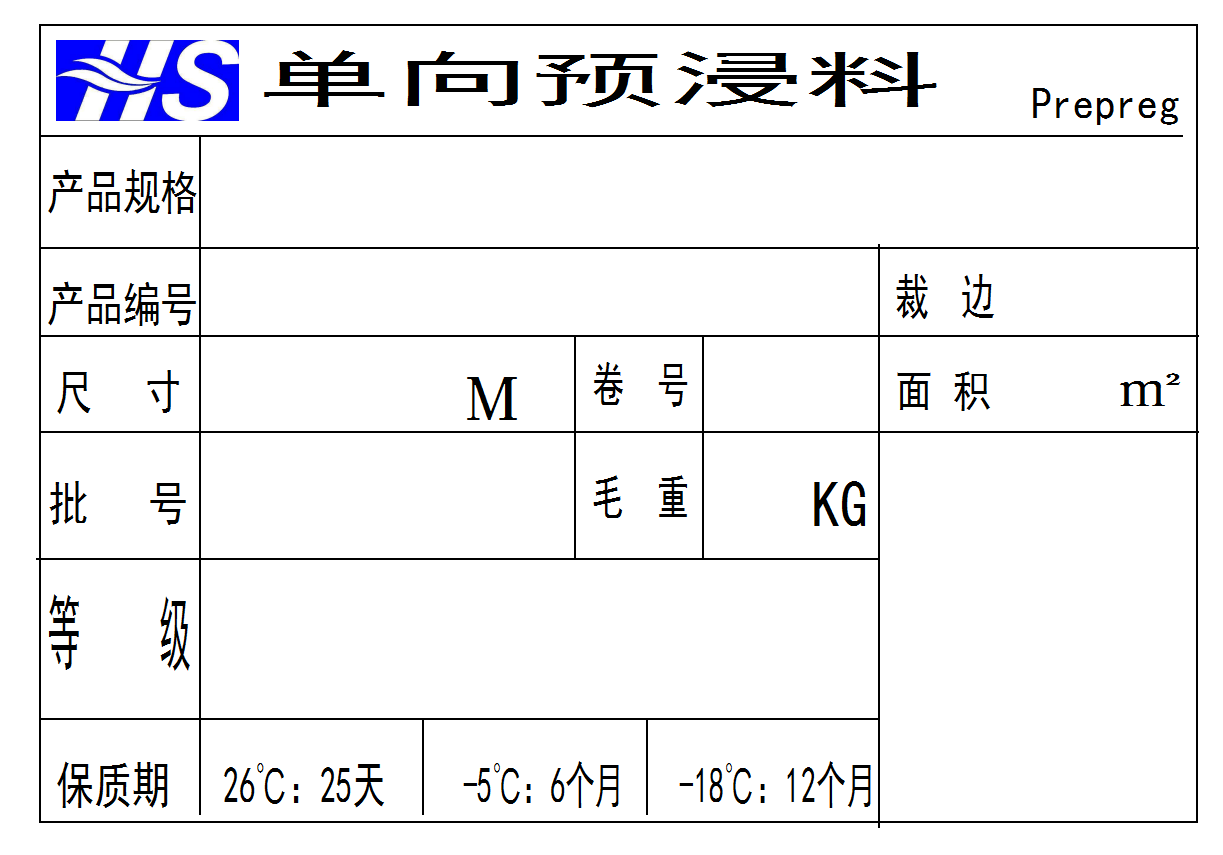 HS 单向预浸料 Prepreg
产品规格
产品编号 裁 边
尺 寸 M 卷 号 面 积 m²
批 号 毛 重 KG
等 级
保质期 26℃: 25天 -5℃: 6个月 -18℃: 12个月